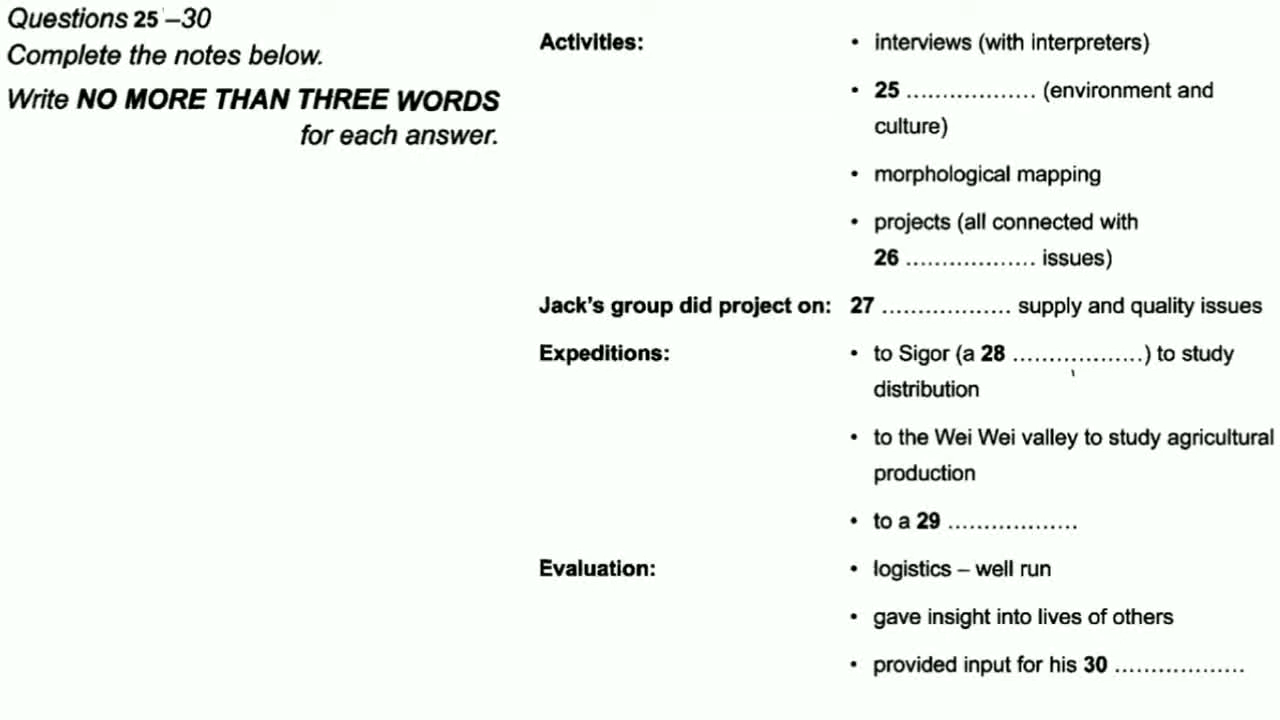 Questions 25 –30
Complete the notes below.
Write NO MORE THAN THREE WORDS
for each answer.
Activities:
• interviews (with interpreters)
• 25 .................. (environment and
culture)
• morphological mapping
• projects (all connected with
26 .................. issues)
Jack's group did project on: 27 .................. supply and quality issues
Expeditions:
• to Sigor (a 28 ..................) to study
distribution
• to the Wei Wei valley to study agricultural
production
• to a 29 ..................
Evaluation:
• logistics – well run
• gave insight into lives of others
• provided input for his 30 ..................